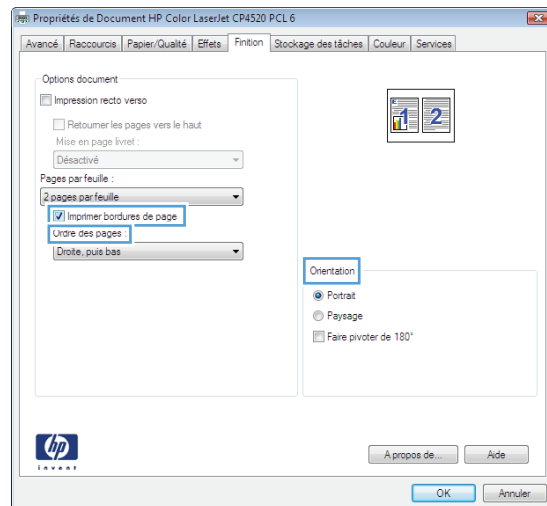 Propriétés de Document HP Color LaserJet CP4520 PCL 6
Avancé Raccourcis Papier/Qualité Effets Finition Stockage des tâches Couleur Services
Options document
Impression recto verso
Retourner les pages vers le haut
Mise en page livret :
Désactivé
Pages par feuille :
2 pages par feuille
Imprimer bordures de page
Ordre des pages :
Droite, puis bas
1 2
Orientation
Portrait
Paysage
Faire pivoter de 180°
hp
invent
A propos de... Aide
OK Annuler